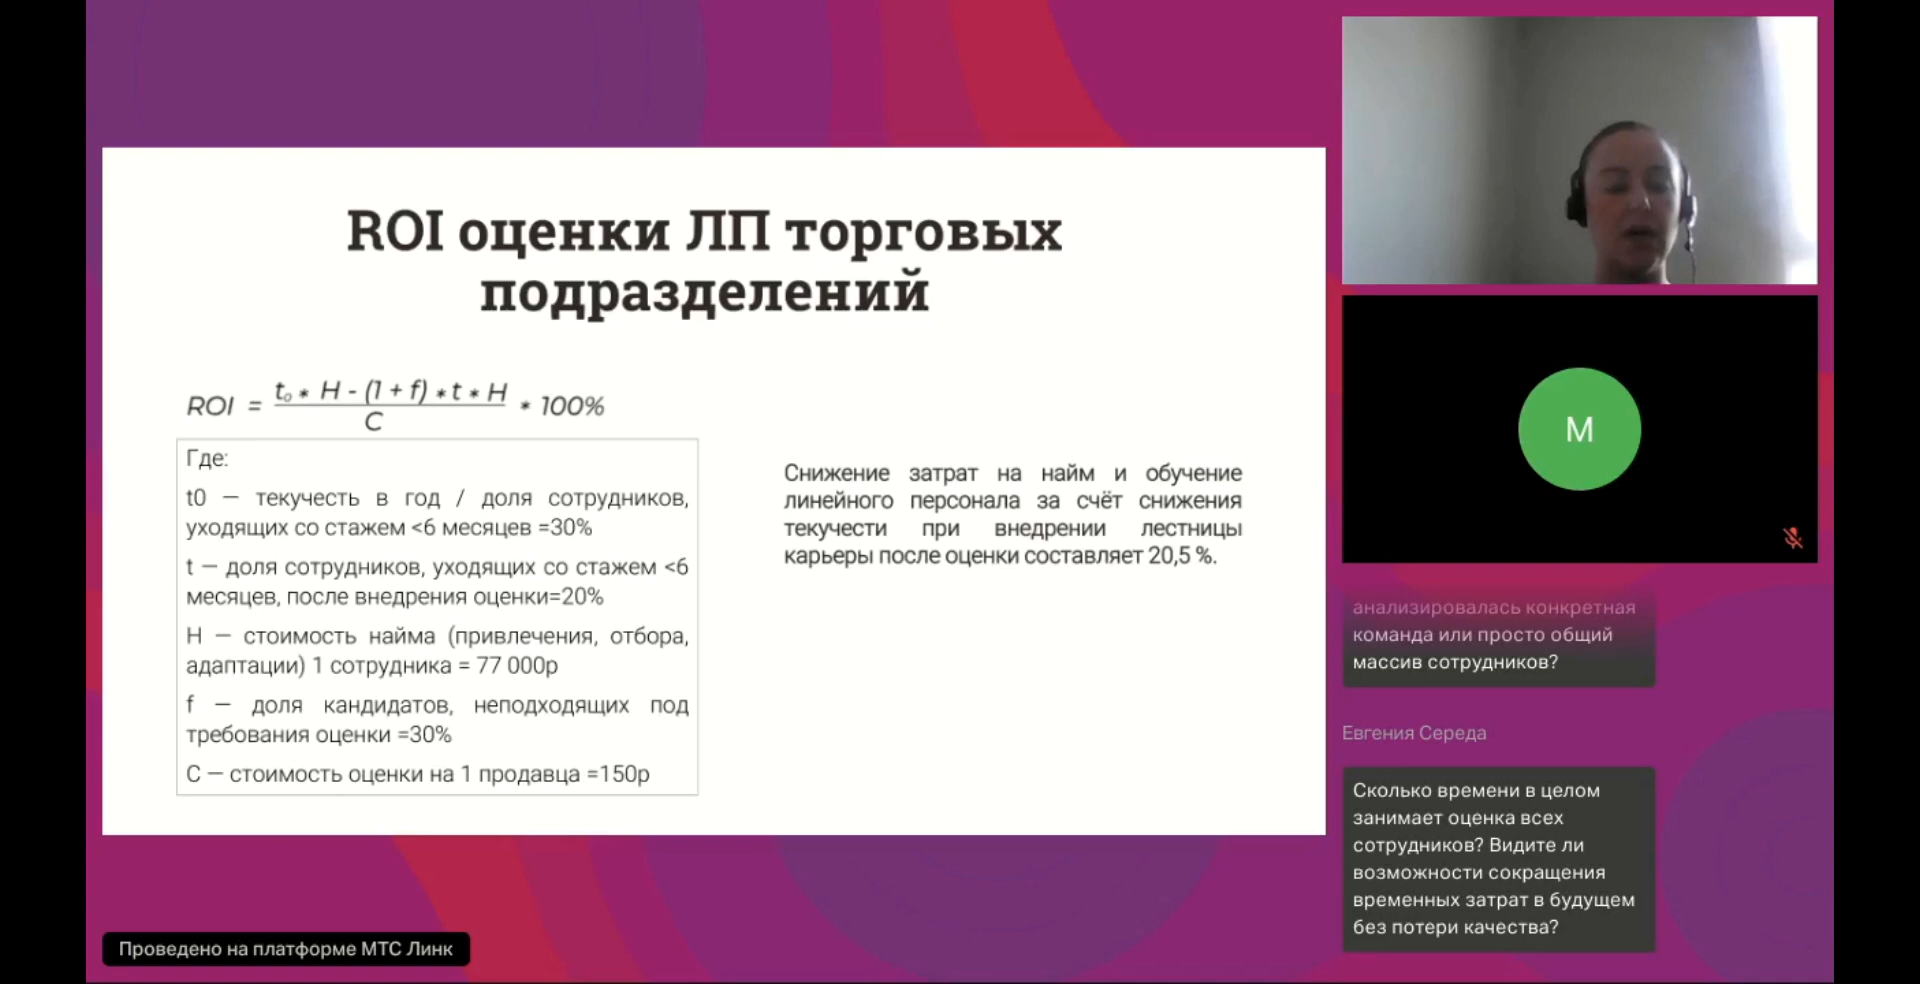 ROI оценки ЛП торговых
подразделений
ROI = t₀ * H - (1 + f) * t * H / C * 100%
Где:
t0 — текучесть в год / доля сотрудников,
уходящих со стажем <6 месяцев =30%
t — доля сотрудников, уходящих со стажем <6
месяцев, после внедрения оценки=20%
H — стоимость найма (привлечения, отбора,
адаптации) 1 сотрудника = 77 000р
f — доля кандидатов, неподходящих под
требования оценки =30%
C — стоимость оценки на 1 продавца =150р
Снижение затрат на найм и обучение
линейного персонала за счёт снижения
текучести при внедрении лестницы
карьеры после оценки составляет 20,5 %.
M
анализировалась конкретная
команда или просто общий
массив сотрудников?
Евгения Середа
Сколько времени в целом
занимает оценка всех
сотрудников? Видите ли
возможности сокращения
временных затрат в будущем
без потери качества?
Проведено на платформе МТС Линк